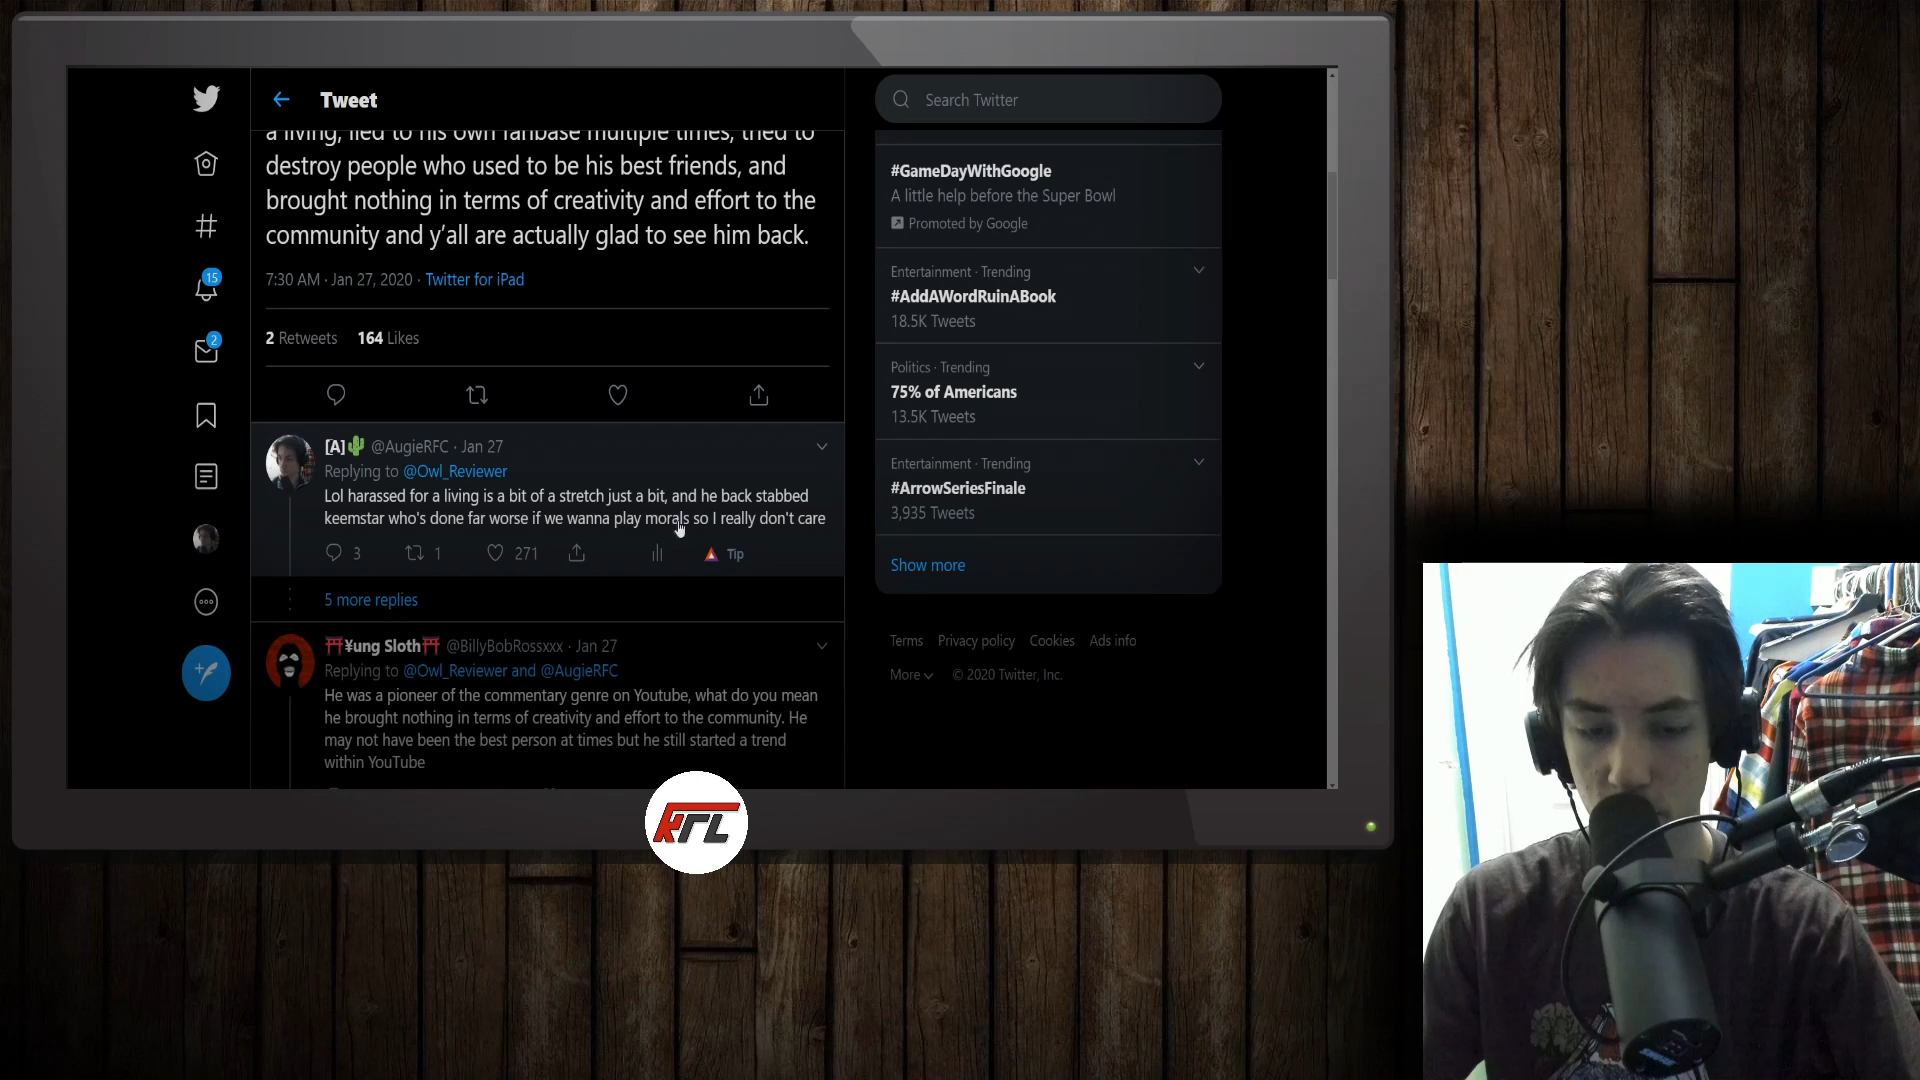 Tweet
a living, lied to his own fanbase multiple times, tried to
destroy people who used to be his best friends, and
brought nothing in terms of creativity and effort to the
community and y'all are actually glad to see him back.
7:30 AM · Jan 27, 2020 · Twitter for iPad
2 Retweets 164 Likes
[A]🌵 @AugieRFC · Jan 27
Replying to @Owl_Reviewer
Lol harassed for a living is a bit of a stretch just a bit, and he back stabbed
keemstar who's done far worse if we wanna play morals so I really don't care
3 1 271 Tip
5 more replies
⛩¥ung Sloth⛩ @BillyBobRossxxx · Jan 27
Replying to @Owl_Reviewer and @AugieRFC
He was a pioneer of the commentary genre on Youtube, what do you mean
he brought nothing in terms of creativity and effort to the community. He
may not have been the best person at times but he still started a trend
within YouTube
15
2
Search Twitter
#GameDayWithGoogle
A little help before the Super Bowl
Promoted by Google
Entertainment · Trending
#AddAWordRuinABook
18.5K Tweets
Politics · Trending
75% of Americans
13.5K Tweets
Entertainment · Trending
#ArrowSeriesFinale
3,935 Tweets
Show more
Terms Privacy policy Cookies Ads info
More © 2020 Twitter, Inc.